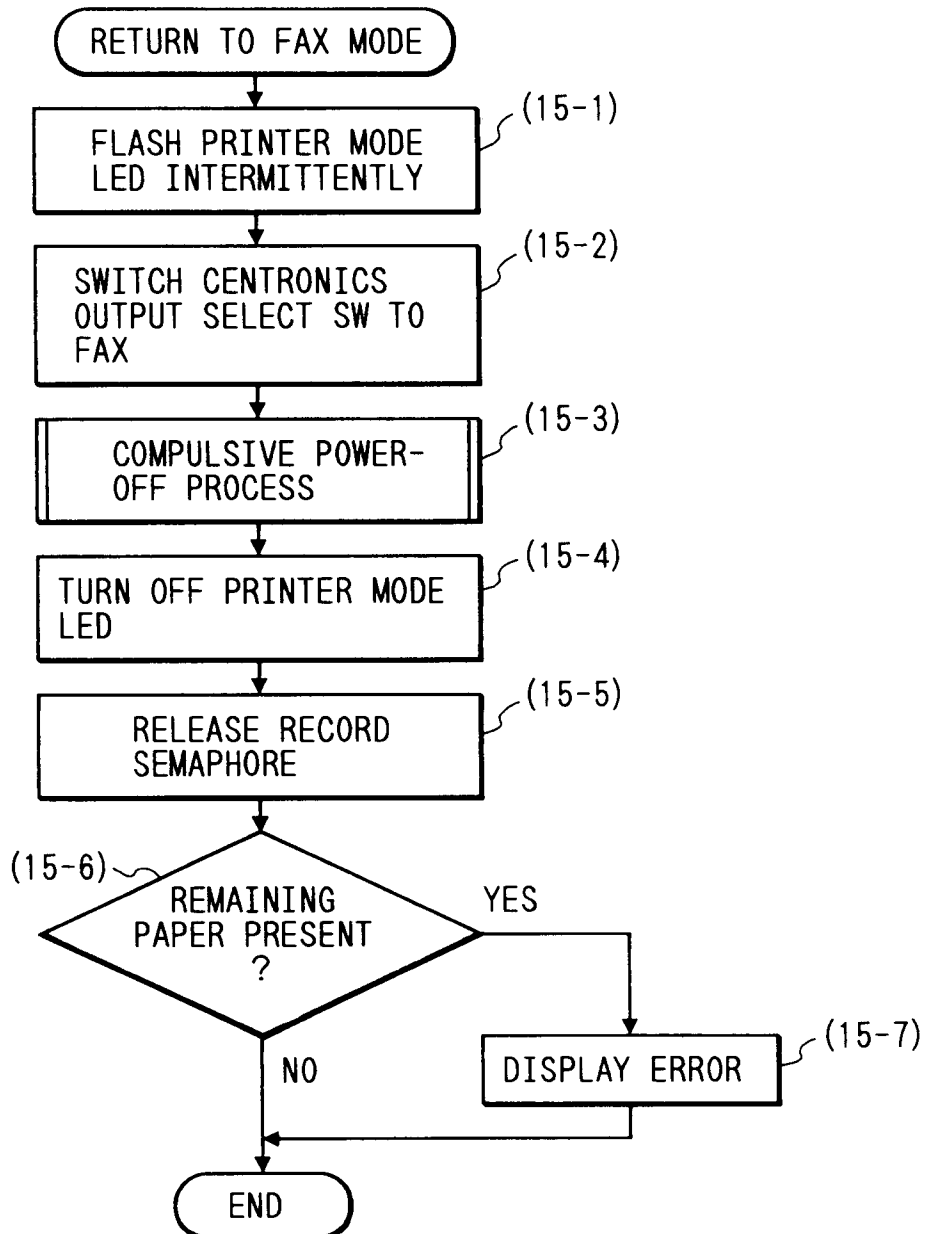 RETURN TO FAX MODE
(15-1)
FLASH PRINTER MODE
LED INTERMITTENTLY
(15-2)
SWITCH CENTRONICS
OUTPUT SELECT SW TO
FAX
(15-3)
COMPULSIVE POWER-
OFF PROCESS
(15-4)
TURN OFF PRINTER MODE
LED
(15-5)
RELEASE RECORD
SEMAPHORE
(15-6)
REMAINING
PAPER PRESENT
?
YES
NO
(15-7)
DISPLAY ERROR
END